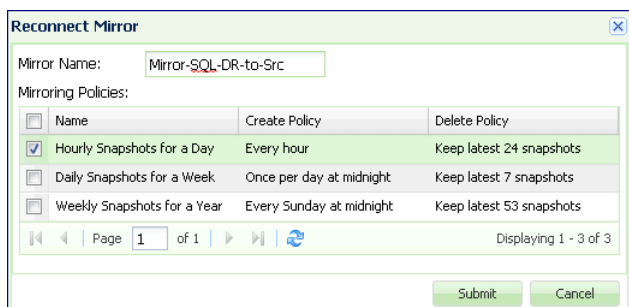 Reconnect Mirror
Mirror Name: Mirror-SQL-DR-to-Src
Mirroring Policies:
Name Create Policy Delete Policy
Hourly Snapshots for a Day Every hour Keep latest 24 snapshots
Daily Snapshots for a Week Once per day at midnight Keep latest 7 snapshots
Weekly Snapshots for a Year Every Sunday at midnight Keep latest 53 snapshots
Page 1 of 1 Displaying 1 - 3 of 3
Submit Cancel